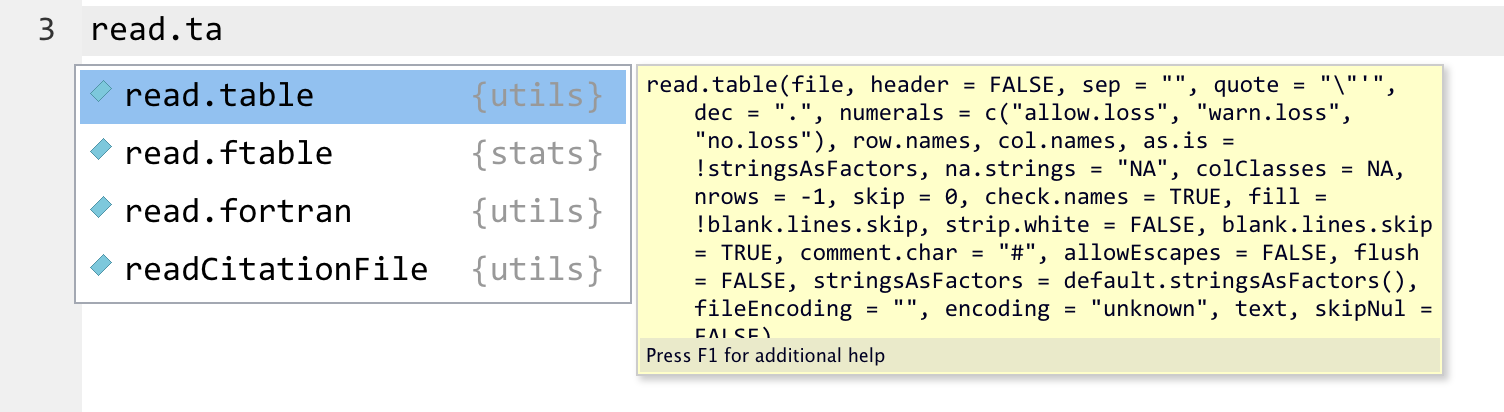 3 read.ta
read.table {utils}
read.ftable {stats}
read.fortran {utils}
readCitationFile {utils}
read.table(file, header = FALSE, sep = "", quote = "\"'",
dec = ".", numerals = c("allow.loss", "warn.loss",
"no.loss"), row.names, col.names, as.is =
!stringsAsFactors, na.strings = "NA", colClasses = NA,
nrows = -1, skip = 0, check.names = TRUE, fill =
!blank.lines.skip, strip.white = FALSE, blank.lines.skip
= TRUE, comment.char = "#", allowEscapes = FALSE, flush
= FALSE, stringsAsFactors = default.stringsAsFactors(),
fileEncoding = "", encoding = "unknown", text, skipNul =
FALSE)
Press F1 for additional help